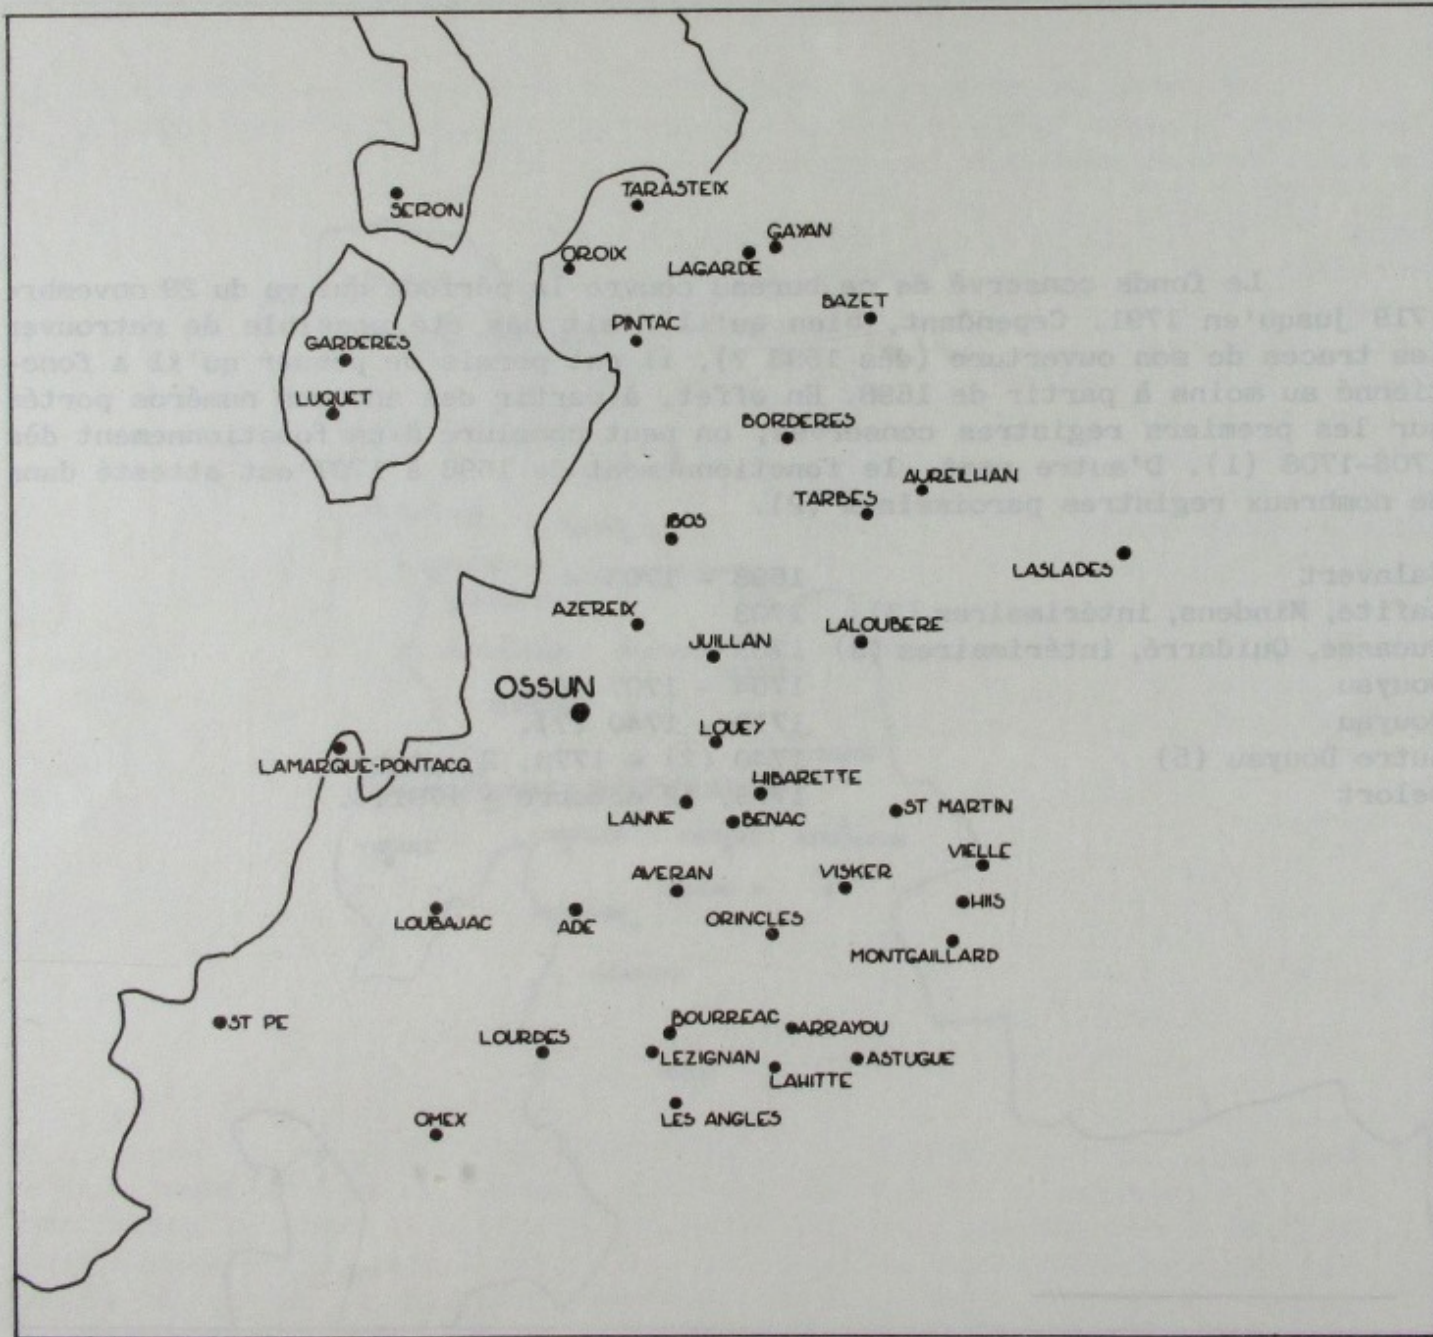 TARASTEIX
SERON
GAYAN
OROIX
LAGARDE
BAZET
PINTAC
GARDERES
LUQUET
BORDERES
AUREILHAN
TARBES
IBOS
LASLADES
AZEREIX
LALOUBERE
JUILLAN
OSSUN
LOUEY
LAMARQUE-PONTACQ
HIBARETTE
ST MARTIN
LANNE
BENAC
VIELLE
AVERAN
VISKER
HIIS
ORINCLES
LOUBAJAC
ADE
MONTGAILLARD
ST PE
BOURREAC
ARRAYOU
LOURDES
LEZIGNAN
ASTUGUE
LAHITTE
OMEX
LES ANGLES